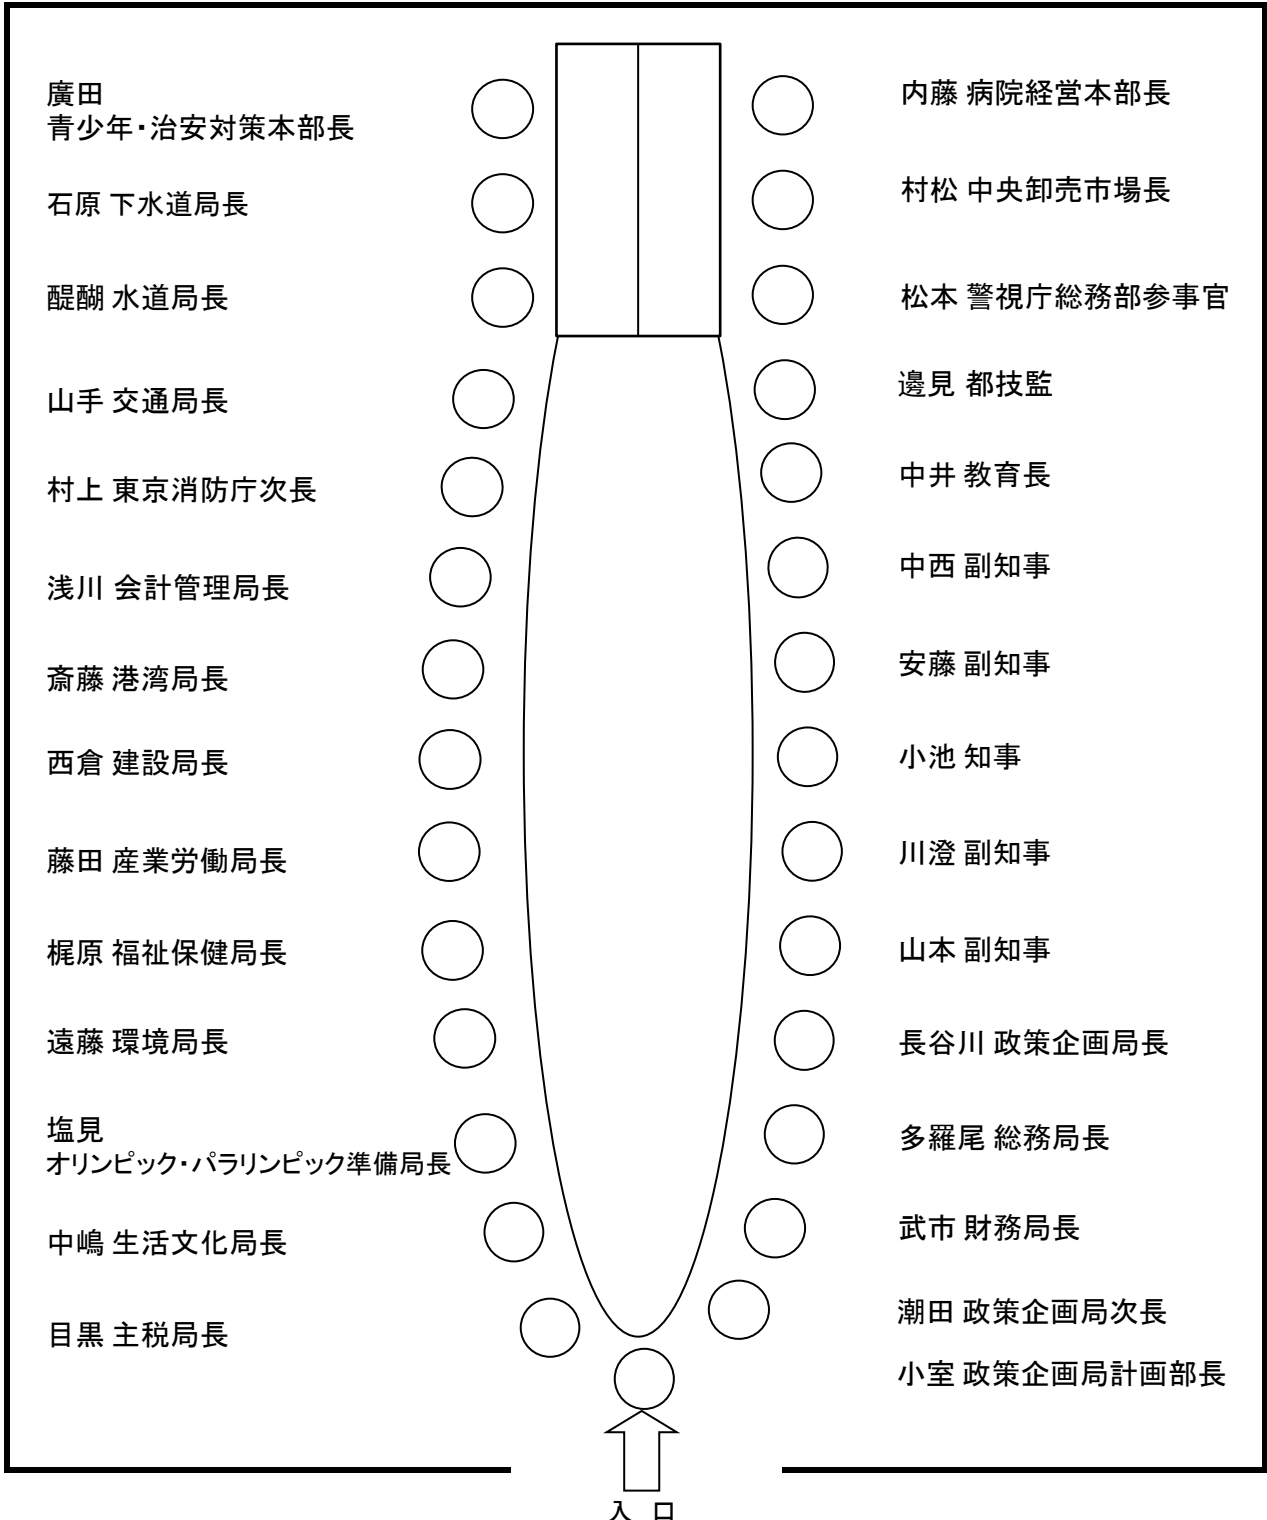 廣田
青少年・治安対策本部長
石原 下水道局長
醍醐 水道局長
山手 交通局長
村上 東京消防庁次長
浅川 会計管理局長
斎藤 港湾局長
西倉 建設局長
藤田 産業労働局長
梶原 福祉保健局長
遠藤 環境局長
塩見
オリンピック・パラリンピック準備局長
中嶋 生活文化局長
目黒 主税局長
内藤 病院経営本部長
村松 中央卸売市場長
松本 警視庁総務部参事官
邊見 都技監
中井 教育長
中西 副知事
安藤 副知事
小池 知事
川澄 副知事
山本 副知事
長谷川 政策企画局長
多羅尾 総務局長
武市 財務局長
潮田 政策企画局次長
小室 政策企画局計画部長
入 口